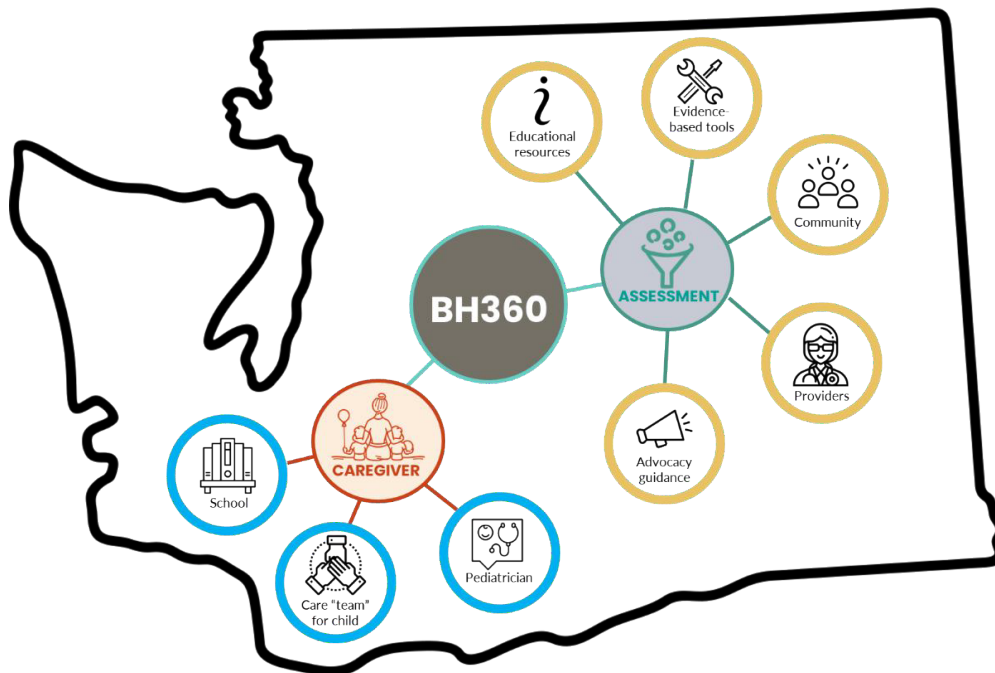 Educational
resources
Evidence-
based tools
Community
BH360
ASSESSMENT
Providers
Advocacy
guidance
CAREGIVER
School
Care "team"
for child
Pediatrician